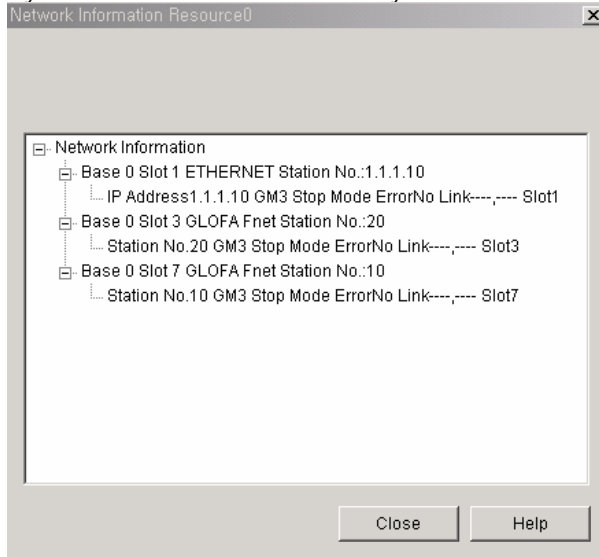 Network Information Resource0
Network Information
Base 0 Slot 1 ETHERNET Station No.:1.1.1.10
IP Address1.1.1.10 GM3 Stop Mode ErrorNo Link----,---- Slot1
Base 0 Slot 3 GLOFA Fnet Station No.:20
Station No.20 GM3 Stop Mode ErrorNo Link----,---- Slot3
Base 0 Slot 7 GLOFA Fnet Station No.:10
Station No.10 GM3 Stop Mode ErrorNo Link----,---- Slot7
Close Help